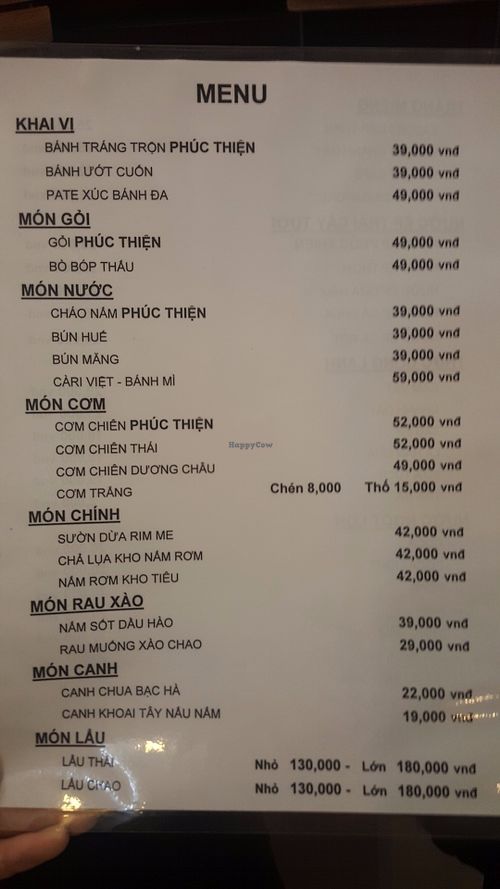 MENU
KHAI VỊ
BÁNH TRÁNG TRỘN PHÚC THIỆN 39,000 vnđ
BÁNH ƯỚT CUỐN 39,000 vnđ
PATE XÚC BÁNH ĐA 49,000 vnđ
MÓN GỎI
GỎI PHÚC THIỆN 49,000 vnđ
BÒ BÓP THẤU 49,000 vnđ
MÓN NƯỚC
CHÁO NẤM PHÚC THIỆN 39,000 vnđ
BÚN HUẾ 39,000 vnđ
BÚN MĂNG 39,000 vnđ
CÀRI VIỆT - BÁNH MÌ 59,000 vnđ
MÓN CƠM
CƠM CHIÊN PHÚC THIỆN 52,000 vnđ
CƠM CHIÊN THÁI 52,000 vnđ
CƠM CHIÊN DƯƠNG CHÂU 49,000 vnđ
CƠM TRẮNG Chén 8,000 Thố 15,000 vnđ
MÓN CHÍNH
SƯỜN DỪA RIM ME 42,000 vnđ
CHẢ LỤA KHO NẤM RƠM 42,000 vnđ
NẤM RƠM KHO TIÊU 42,000 vnđ
MÓN RAU XÀO
NẤM SỐT DẦU HÀO 39,000 vnđ
RAU MUỐNG XÀO CHAO 29,000 vnđ
MÓN CANH
CANH CHUA BẠC HÀ 22,000 vnđ
CANH KHOAI TÂY NẤU NẤM 19,000 vnđ
MÓN LẨU
LẨU THÁI Nhỏ 130,000 - Lớn 180,000 vnđ
LẨU CHAO Nhỏ 130,000 - Lớn 180,000 vnđ
HappyCow